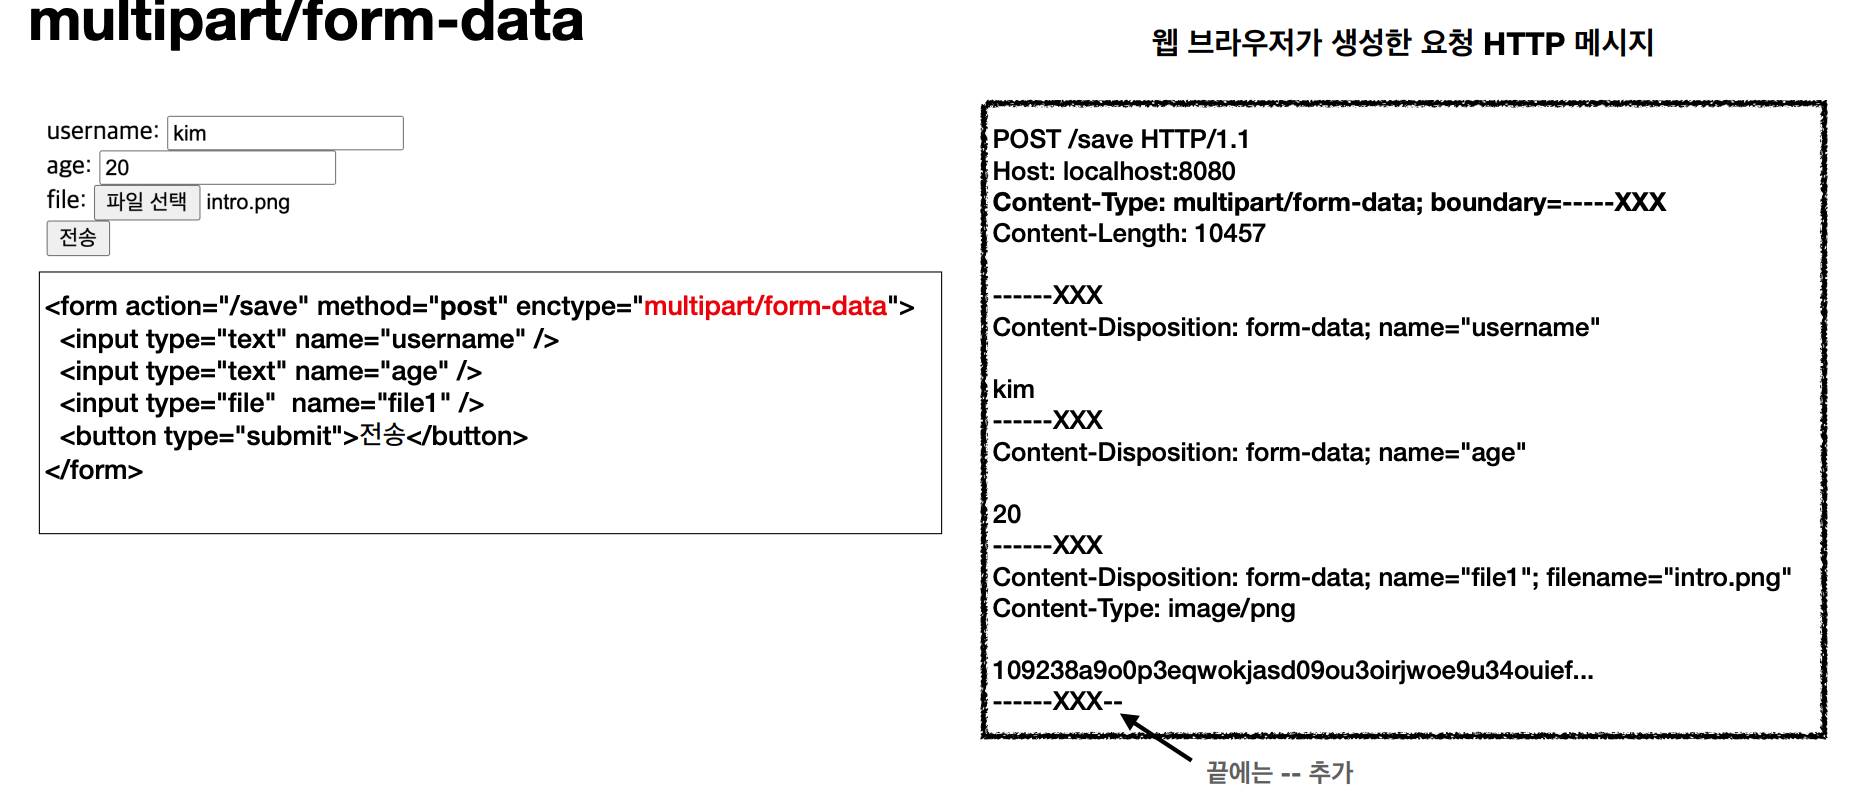 multipart/form-data
username: kim
age: 20
file: 파일 선택 intro.png
전송
<form action="/save" method="post" enctype="multipart/form-data">
<input type="text" name="username" />
<input type="text" name="age" />
<input type="file"  name="file1" />
<button type="submit">전송</button>
</form>
웹 브라우저가 생성한 요청 HTTP 메시지
POST /save HTTP/1.1
Host: localhost:8080
Content-Type: multipart/form-data; boundary=-----XXX
Content-Length: 10457
------XXX
Content-Disposition: form-data; name="username"
kim
------XXX
Content-Disposition: form-data; name="age"
20
------XXX
Content-Disposition: form-data; name="file1"; filename="intro.png"
Content-Type: image/png
109238a9o0p3eqwokjasd09ou3oirjwoe9u34ouief...
------XXX--
끝에는 -- 추가